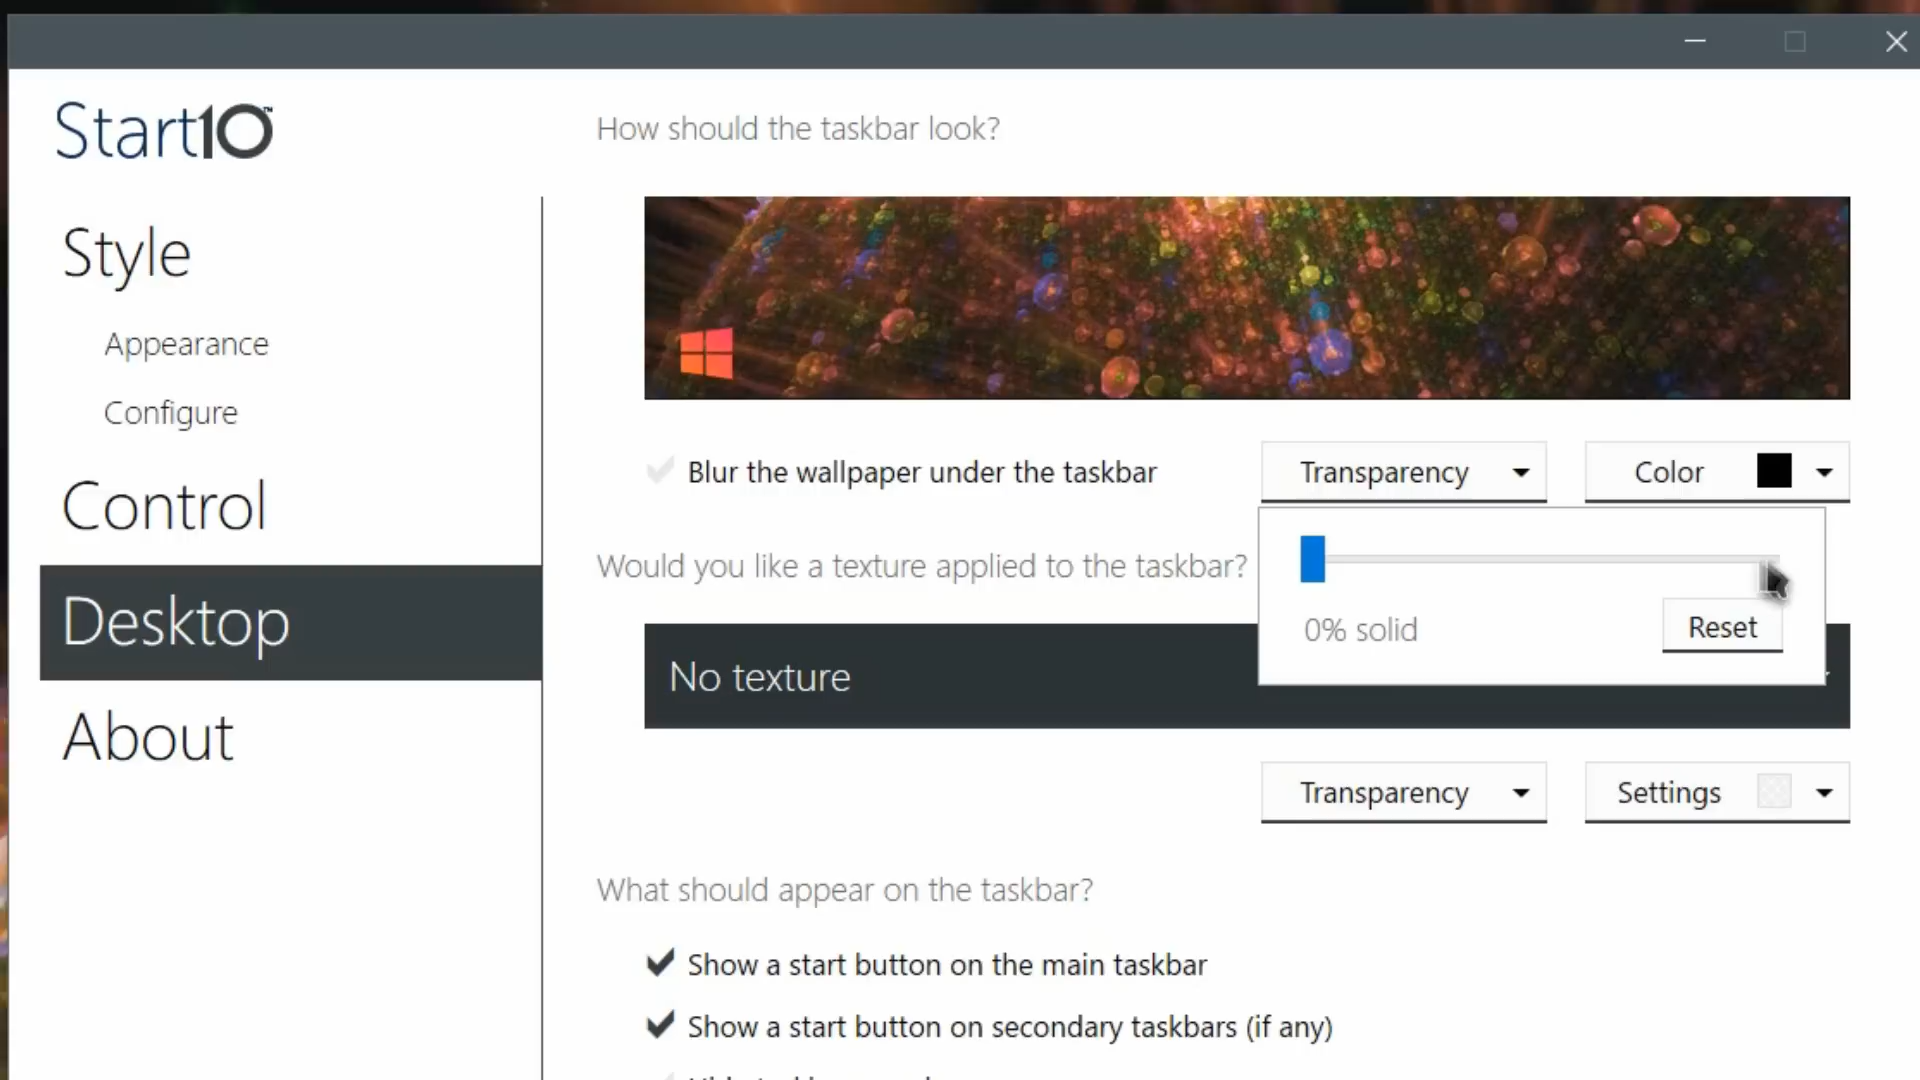 Start10™
How should the taskbar look?
Style
Appearance
Configure
Control
Desktop
About
Blur the wallpaper under the taskbar
Transparency
Color
Would you like a texture applied to the taskbar?
0% solid
Reset
No texture
Transparency
Settings
What should appear on the taskbar?
Show a start button on the main taskbar
Show a start button on secondary taskbars (if any)